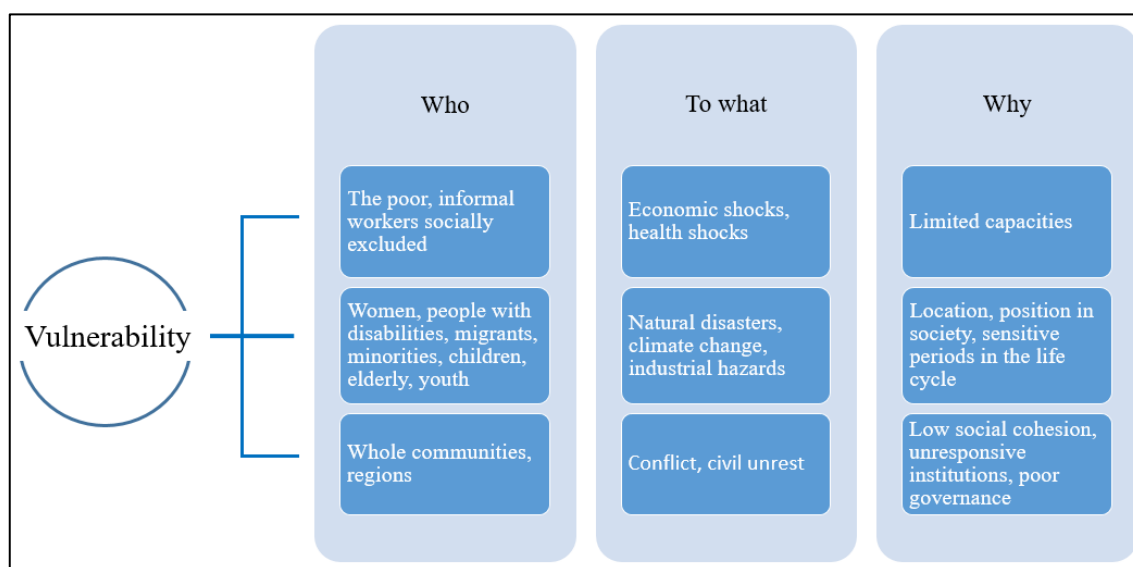 Who
To what
Why
The poor, informal
workers socially
excluded
Economic shocks,
health shocks
Limited capacities
Vulnerability
Women, people with
disabilities, migrants,
minorities, children,
elderly, youth
Natural disasters,
climate change,
industrial hazards
Location, position in
society, sensitive
periods in the life
cycle
Whole communities,
regions
Conflict, civil unrest
Low social cohesion,
unresponsive
institutions, poor
governance